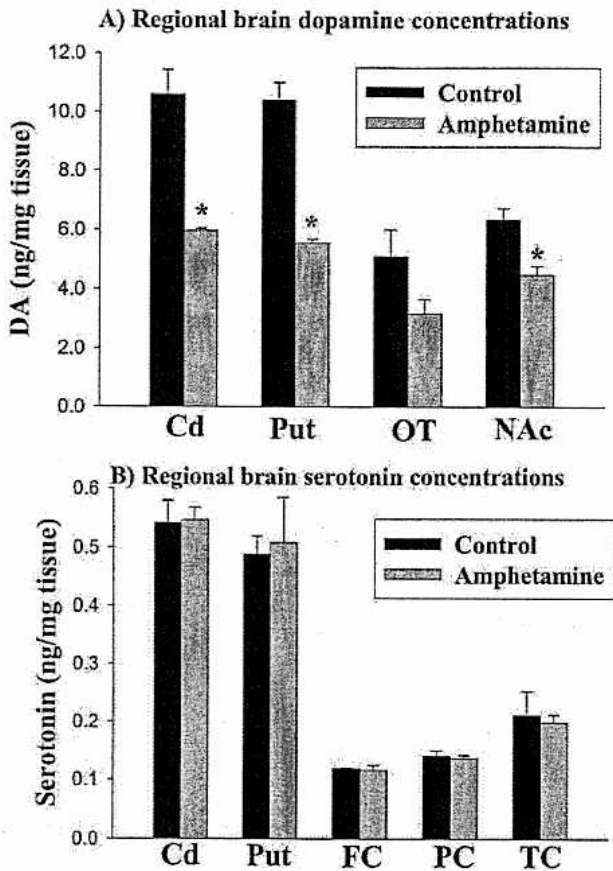 A) Regional brain dopamine concentrations
DA (ng/mg tissue)
12.0
10.0
8.0
6.0
4.0
2.0
0.0
Control
Amphetamine
*
*
*
Cd Put OT NAc
B) Regional brain serotonin concentrations
Serotonin (ng/mg tissue)
0.6
0.5
0.4
0.3
0.2
0.1
0.0
Control
Amphetamine
Cd Put FC PC TC